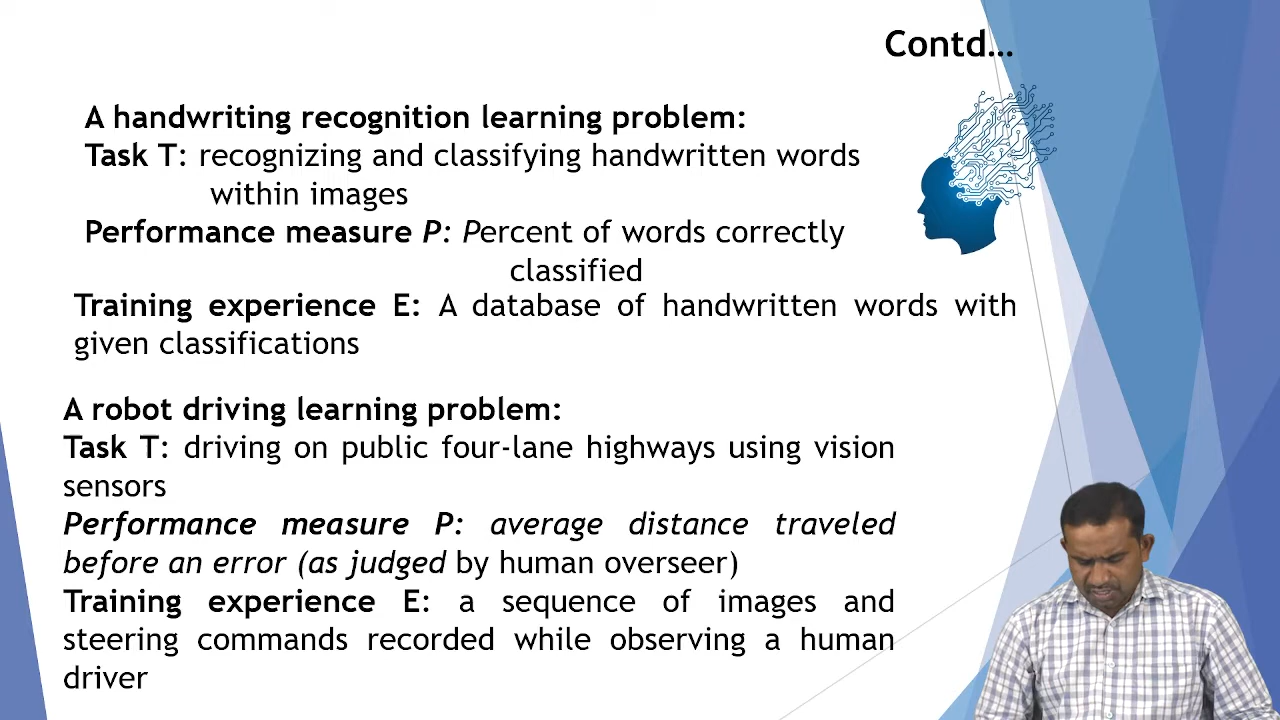 Contd...
A handwriting recognition learning problem:
Task T: recognizing and classifying handwritten words
within images
Performance measure P: Percent of words correctly
classified
Training experience E: A database of handwritten words with
given classifications
A robot driving learning problem:
Task T: driving on public four-lane highways using vision
sensors
Performance measure P: average distance traveled
before an error (as judged by human overseer)
Training experience E: a sequence of images and
steering commands recorded while observing a human
driver